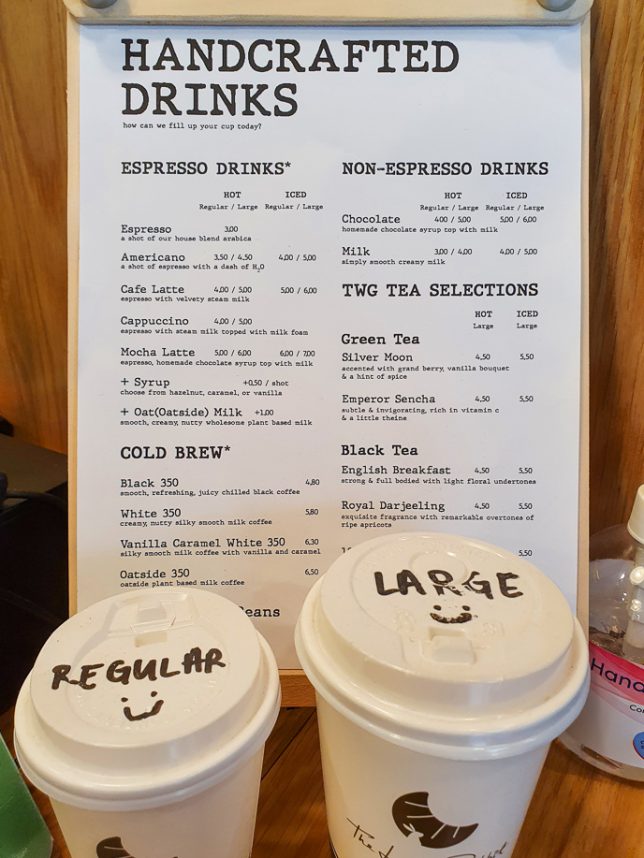 HANDCRAFTED
DRINKS
how can we fill up your cup today?
ESPRESSO DRINKS*
HOT ICED
Regular / Large Regular / Large
Espresso 3.00
a shot of our house blend arabica
Americano 3.50 / 4.50 4.00 / 5.00
a shot of espresso with a dash of H2O
Cafe Latte 4.00 / 5.00 5.00 / 6.00
espresso with velvety steam milk
Cappuccino 4.00 / 5.00
espresso with steam milk topped with milk foam
Mocha Latte 5.00 / 6.00 6.00 / 7.00
espresso, homemade chocolate syrup top with milk
+ Syrup +0.50 / shot
choose from hazelnut, caramel, or vanilla
+ Oat(Oatside) Milk +1.00
smooth, creamy, nutty wholesome plant based milk
COLD BREW*
Black 350 4.80
smooth, refreshing, juicy chilled black coffee
White 350 5.80
creamy, nutty silky smooth milk coffee
Vanilla Caramel White 350 6.30
silky smooth milk coffee with vanilla and caramel
Oatside 350 6.50
oatside plant based milk coffee
Beans
NON-ESPRESSO DRINKS
HOT ICED
Regular / Large Regular / Large
Chocolate 4.00 / 5.00 5.00 / 6.00
homemade chocolate syrup top with milk
Milk 3.00 / 4.00 4.00 / 5.00
simply smooth creamy milk
TWG TEA SELECTIONS
HOT ICED
Large Large
Green Tea
Silver Moon 4.50 5.50
accented with grand berry, vanilla bouquet
& a hint of spice
Emperor Sencha 4.50 5.50
subtle & invigorating, rich in vitamin c
& a little theine
Black Tea
English Breakfast 4.50 5.50
strong & full bodied with light floral undertones
Royal Darjeeling 4.50 5.50
exquisite fragrance with remarkable overtones of
ripe apricots
5.50
REGULAR
LARGE
Hand